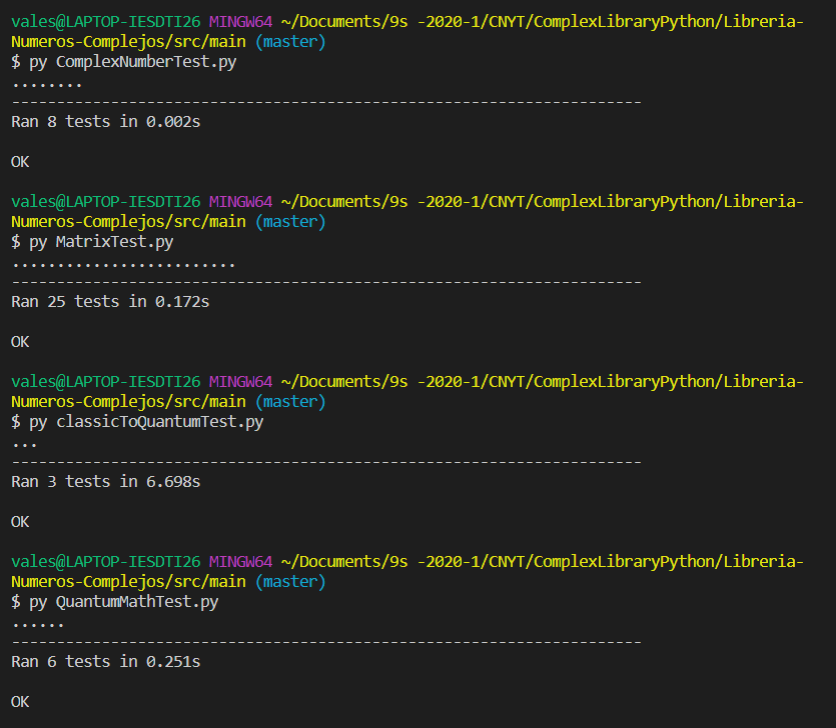 vales@LAPTOP-IESDTI26 MINGW64 ~/Documents/9s -2020-1/CNYT/ComplexLibraryPython/Libreria-
Numeros-Complejos/src/main (master)
$ py ComplexNumberTest.py
........
----------------------------------------------------------------------
Ran 8 tests in 0.002s
OK
vales@LAPTOP-IESDTI26 MINGW64 ~/Documents/9s -2020-1/CNYT/ComplexLibraryPython/Libreria-
Numeros-Complejos/src/main (master)
$ py MatrixTest.py
.........................
----------------------------------------------------------------------
Ran 25 tests in 0.172s
OK
vales@LAPTOP-IESDTI26 MINGW64 ~/Documents/9s -2020-1/CNYT/ComplexLibraryPython/Libreria-
Numeros-Complejos/src/main (master)
$ py classicToQuantumTest.py
...
----------------------------------------------------------------------
Ran 3 tests in 6.698s
OK
vales@LAPTOP-IESDTI26 MINGW64 ~/Documents/9s -2020-1/CNYT/ComplexLibraryPython/Libreria-
Numeros-Complejos/src/main (master)
$ py QuantumMathTest.py
......
----------------------------------------------------------------------
Ran 6 tests in 0.251s
OK